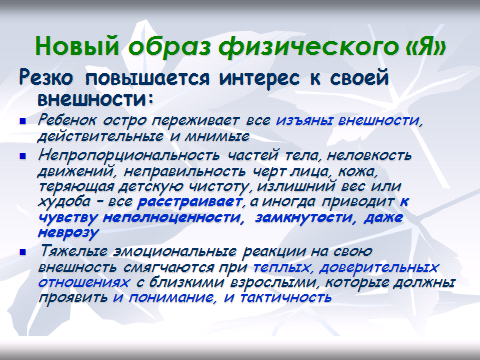 Новый образ физического «Я»
Резко повышается интерес к своей
внешности:
Ребенок остро переживает все изъяны внешности,
действительные и мнимые
Непропорциональность частей тела, неловкость
движений, неправильность черт лица, кожа,
теряющая детскую чистоту, излишний вес или
худоба – все расстраивает, а иногда приводит к
чувству неполноценности, замкнутости, даже
неврозу
Тяжелые эмоциональные реакции на свою
внешность смягчаются при теплых, доверительных
отношениях с близкими взрослыми, которые должны
проявить и понимание, и тактичность